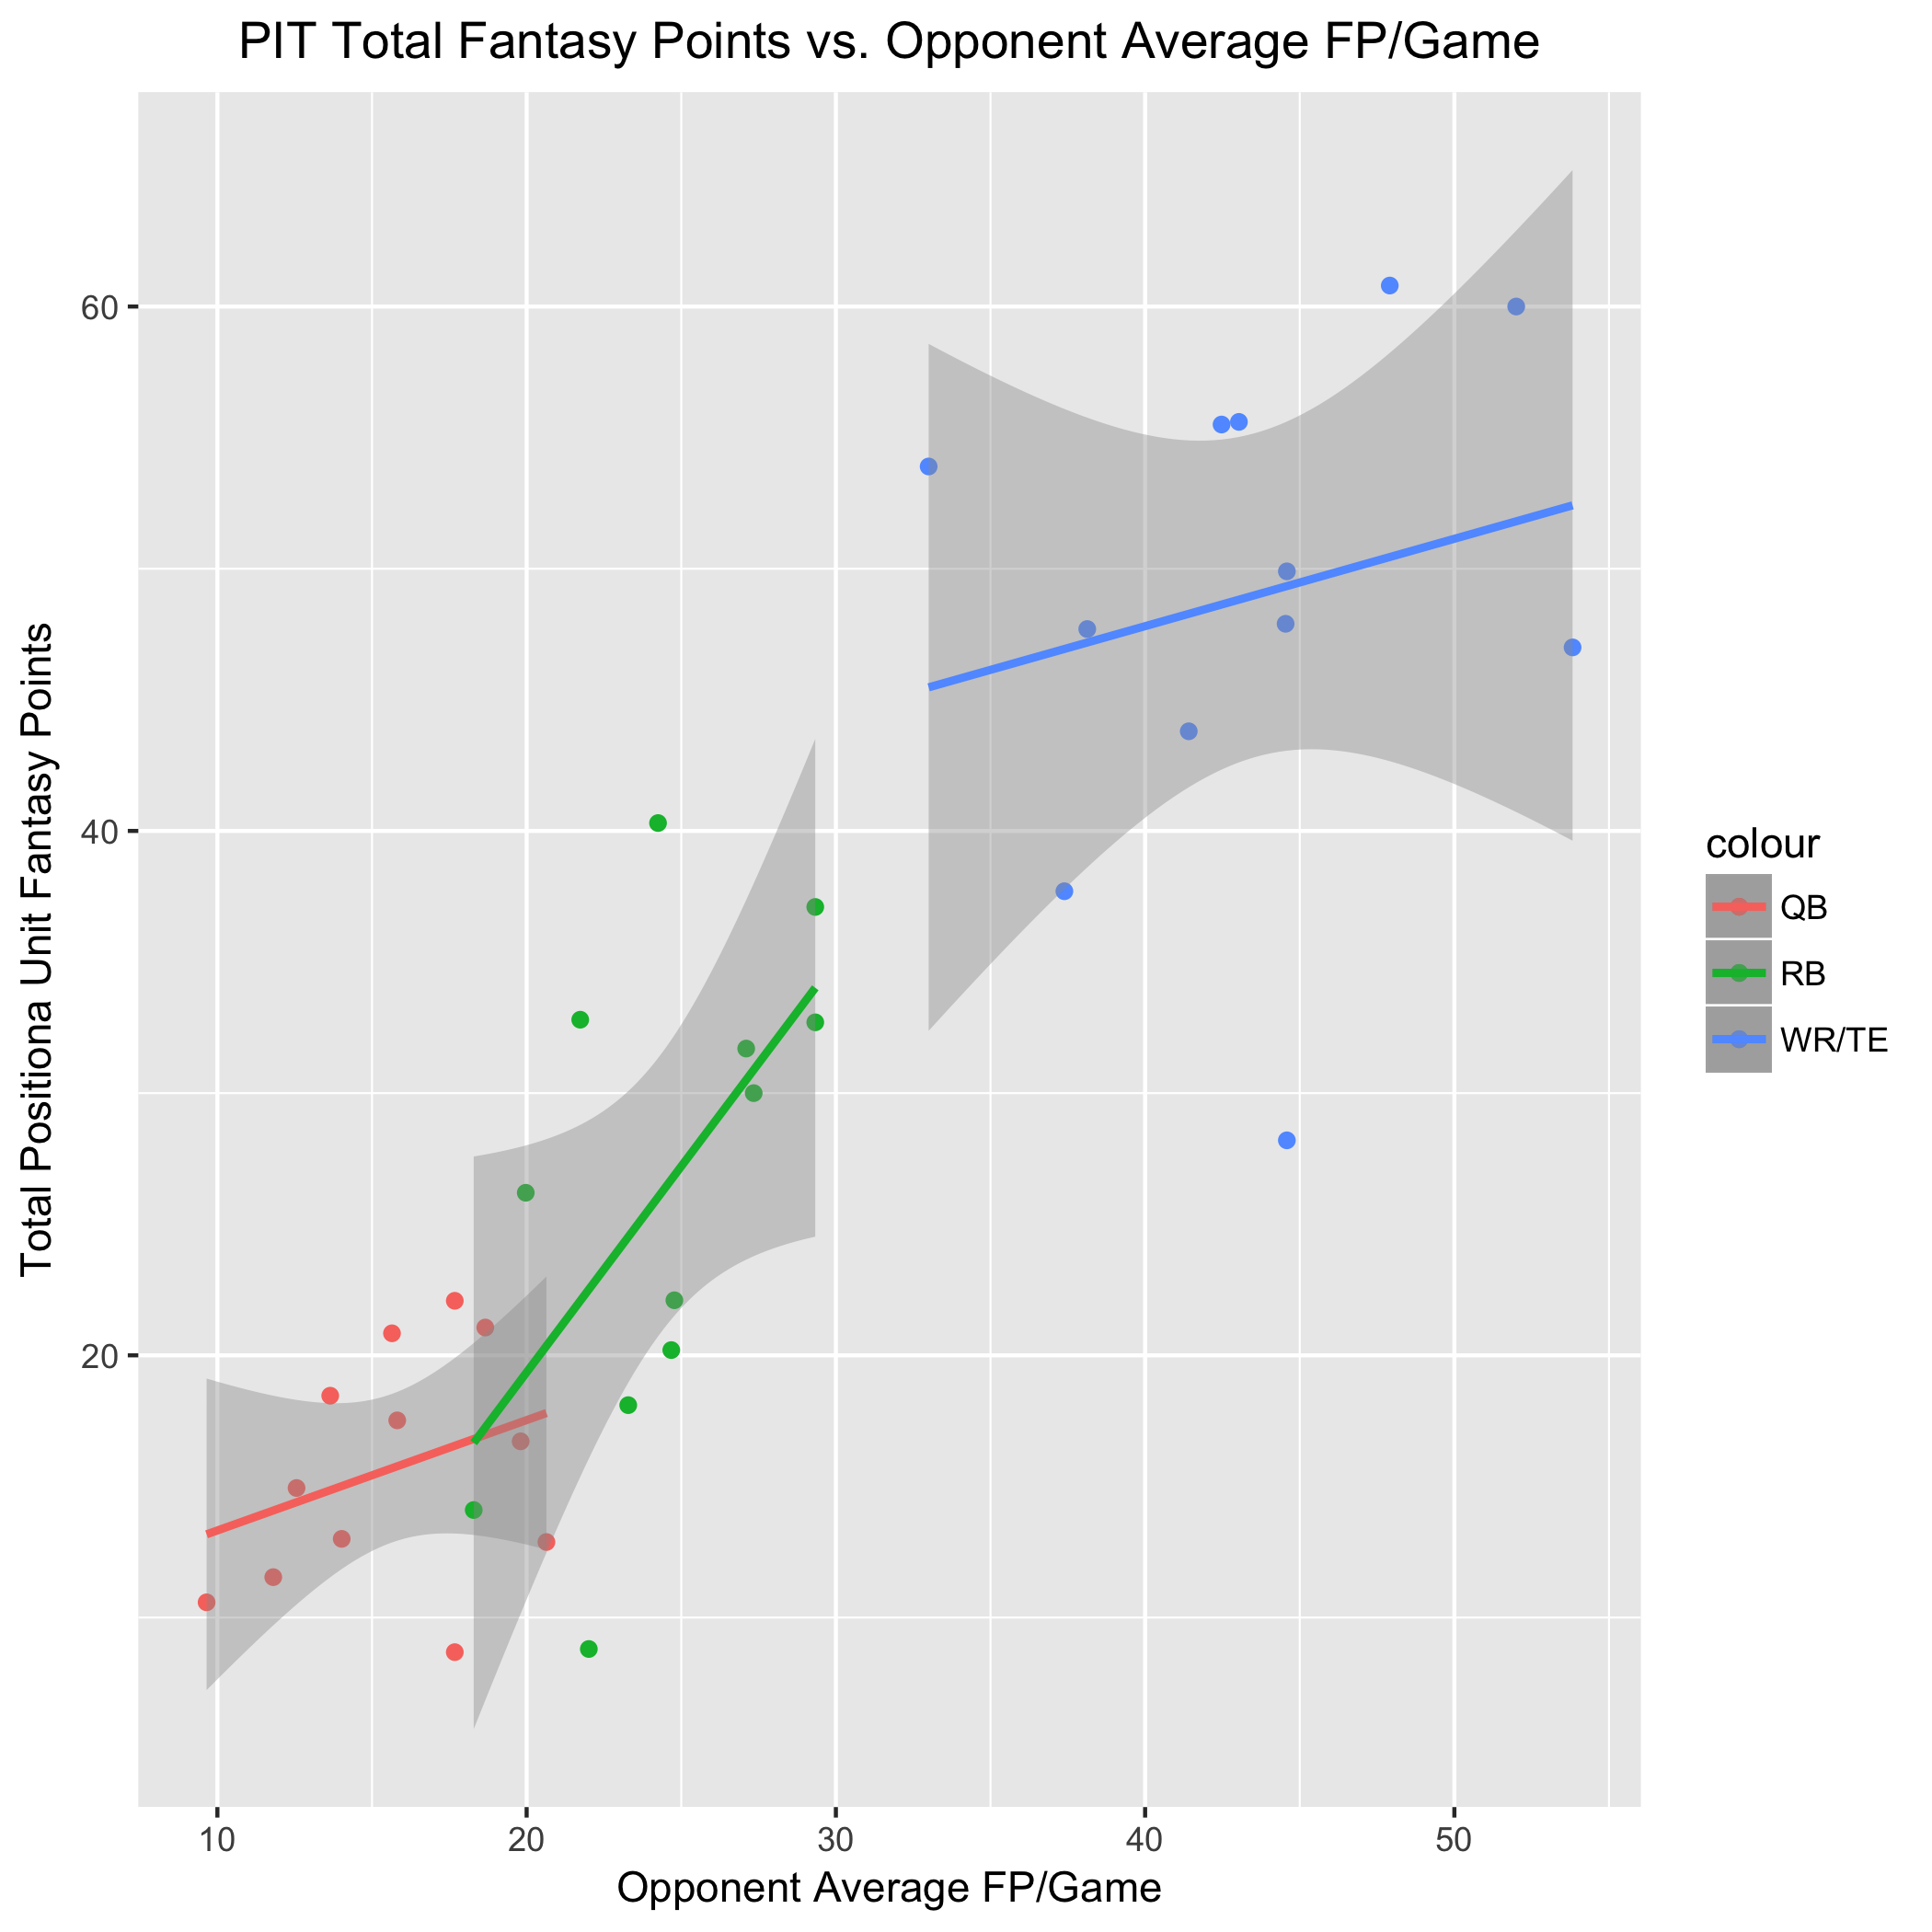 PIT Total Fantasy Points vs. Opponent Average FP/Game
Total Positiona Unit Fantasy Points
60
40
20
10 20 30 40 50
Opponent Average FP/Game
colour
QB
RB
WR/TE